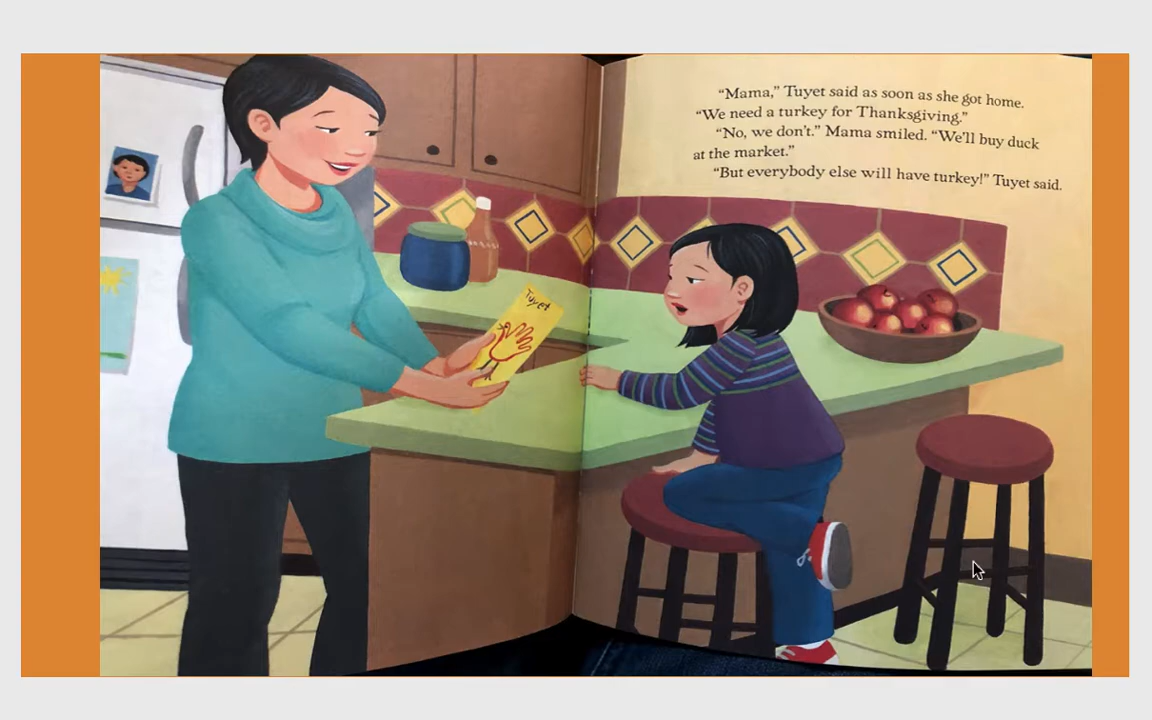 “Mama,” Tuyet said as soon as she got home.
“We need a turkey for Thanksgiving.”
“No, we don’t.” Mama smiled. “We’ll buy duck
at the market.”
“But everybody else will have turkey!” Tuyet said.
Tuyet